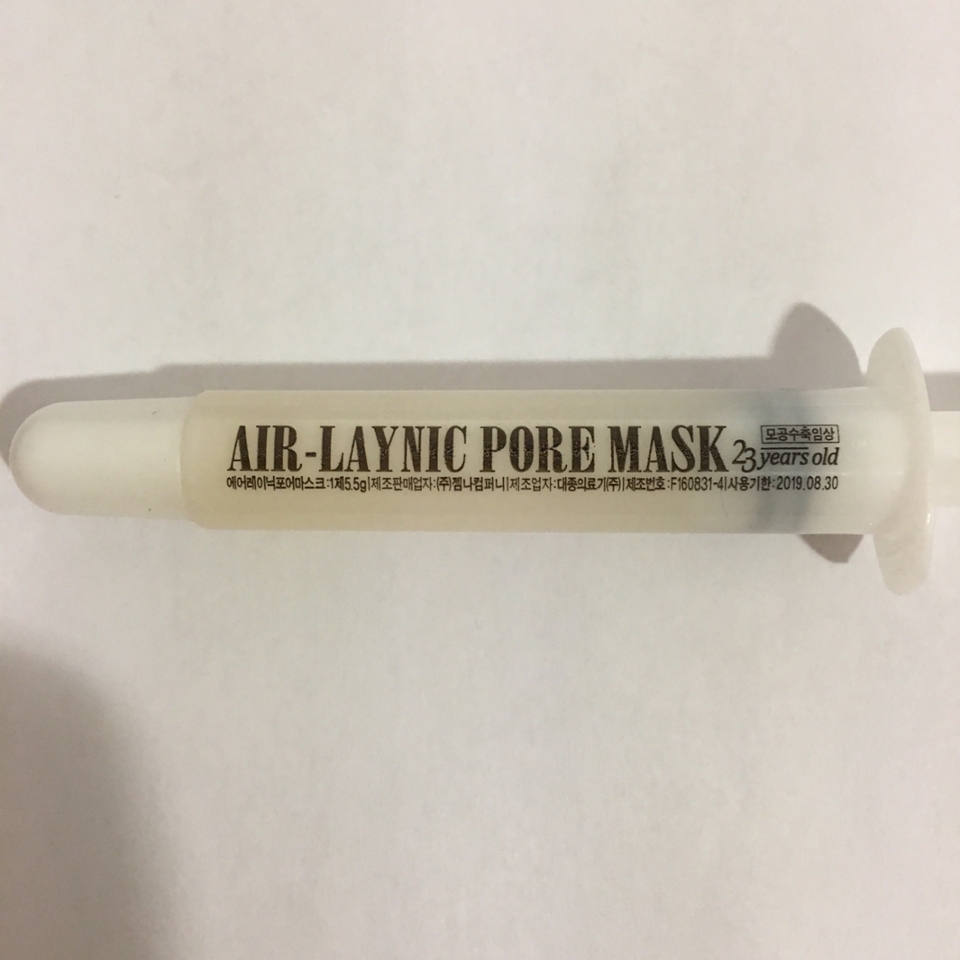 AIR-LAYNIC PORE MASK
모공수축임상
23 years old
에어레이닉포어마스크:1제5.5g|제조판매업자:(주)젬나컴퍼니|제조업자:대종의료기(주)|제조번호:F160831-4|사용기한:2019.08.30